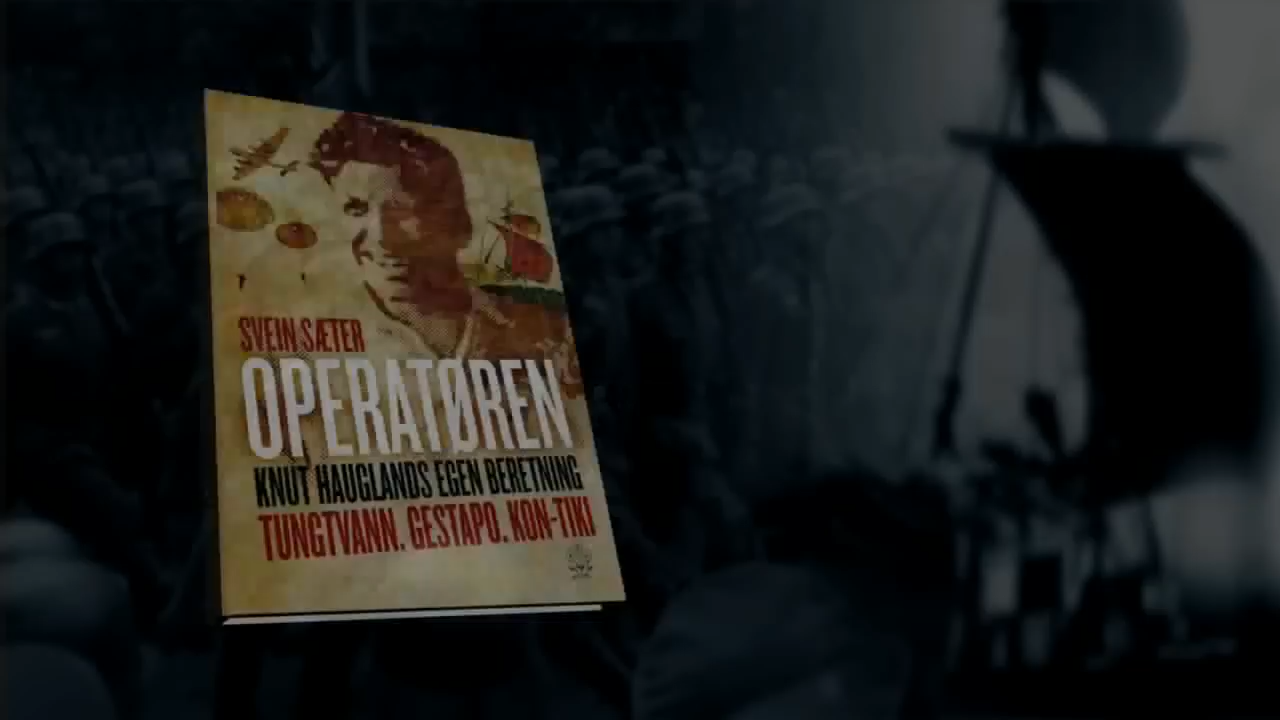 SVEIN SÆTER
OPERATØREN
KNUT HAUGLANDS EGEN BERETNING
TUNGTVANN. GESTAPO. KON-TIKI